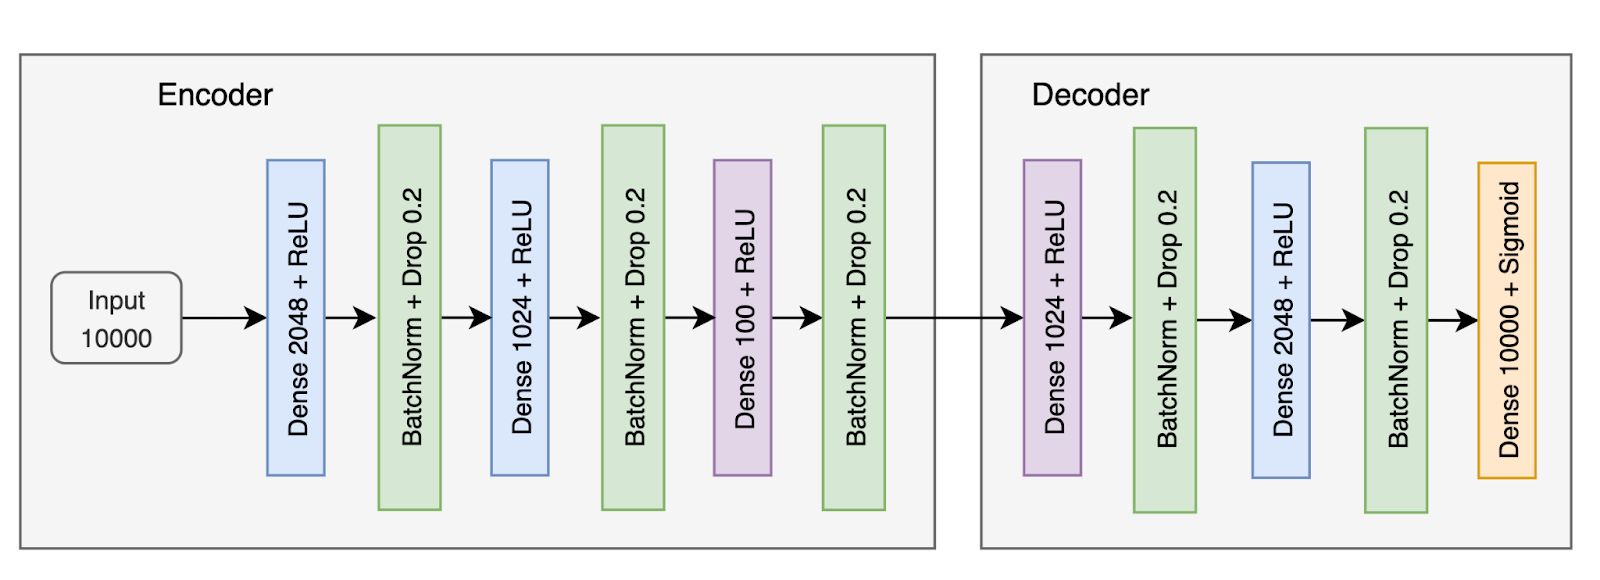 Encoder
Input
10000
Dense 2048 + ReLU
BatchNorm + Drop 0.2
Dense 1024 + ReLU
BatchNorm + Drop 0.2
Dense 100 + ReLU
BatchNorm + Drop 0.2
Decoder
Dense 1024 + ReLU
BatchNorm + Drop 0.2
Dense 2048 + ReLU
BatchNorm + Drop 0.2
Dense 10000 + Sigmoid